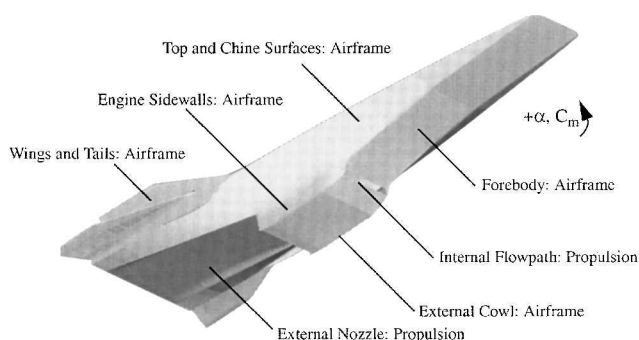 Top and Chine Surfaces: Airframe
Engine Sidewalls: Airframe
+α, Cm
Wings and Tails: Airframe
Forebody: Airframe
Internal Flowpath: Propulsion
External Cowl: Airframe
External Nozzle: Propulsion